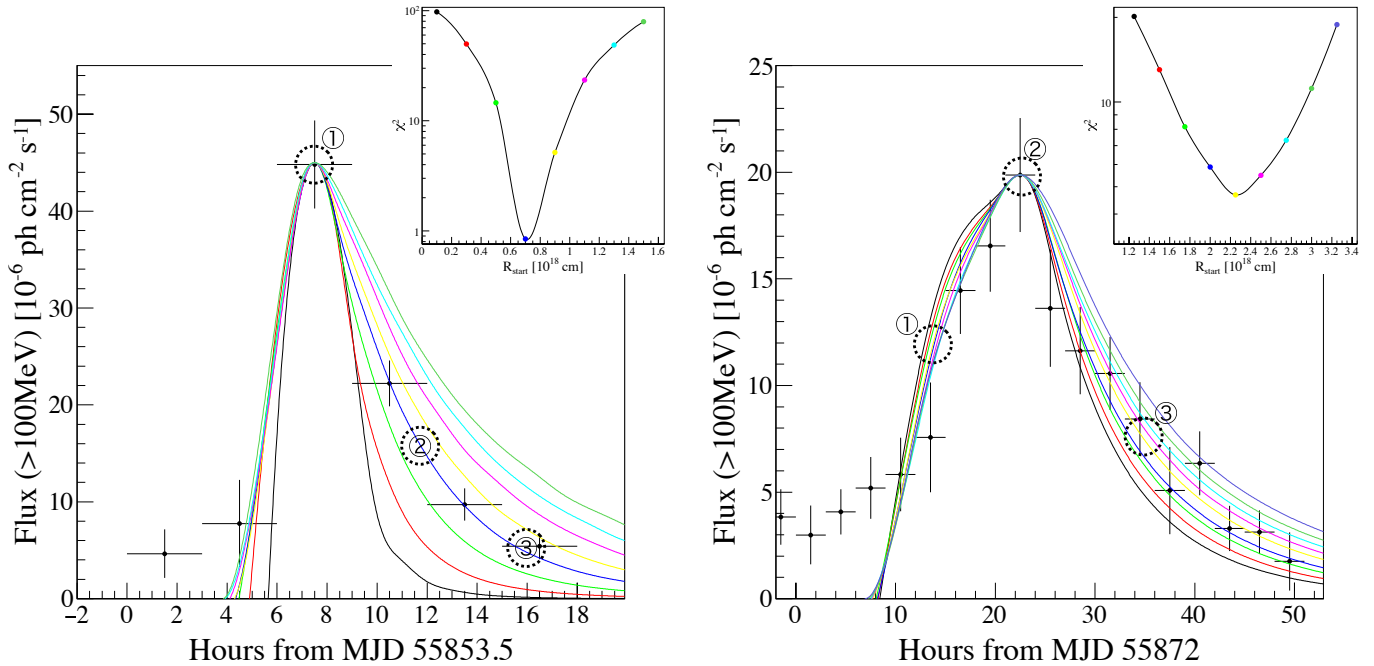 Flux (>100MeV) [10⁻⁶ ph cm⁻² s⁻¹]
50
40
30
20
10
0
0 2 4 6 8 10 12 14 16 18
Hours from MJD 55853.5
①
②
③
χ²
10²
10
1
0 0.2 0.4 0.6 0.8 1 1.2 1.4 1.6
R_start [10¹⁸ cm]
Flux (>100MeV) [10⁻⁶ ph cm⁻² s⁻¹]
25
20
15
10
5
0
0 10 20 30 40 50
Hours from MJD 55872
①
②
③
χ²
10
1.2 1.4 1.6 1.8 2 2.2 2.4 2.6 2.8 3 3.2 3.4
R_start [10¹⁸ cm]